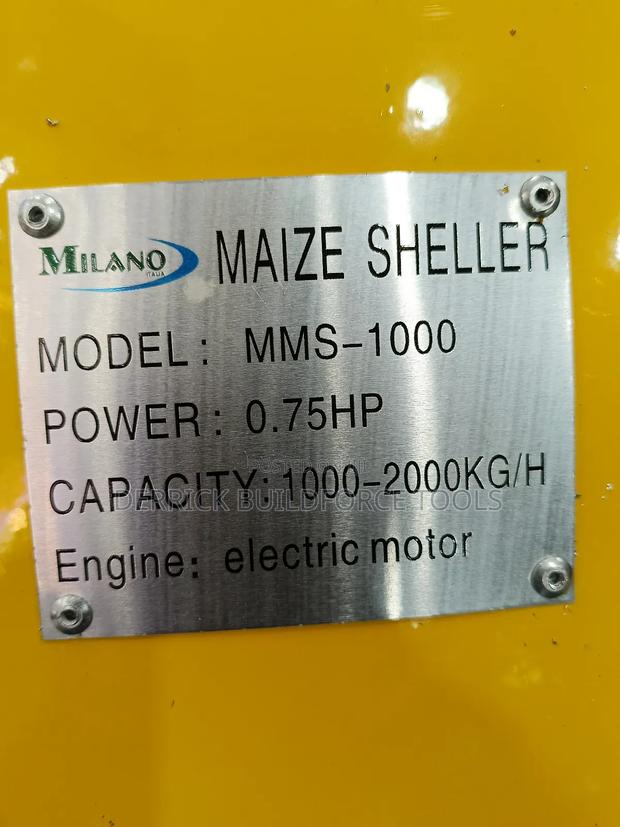 MILANO ITALIA MAIZE SHELLER
MODEL: MMS-1000
POWER: 0.75HP
CAPACITY: 1000-2000KG/H
DERRICK BUILDFORCE TOOLS
Engine: electric motor